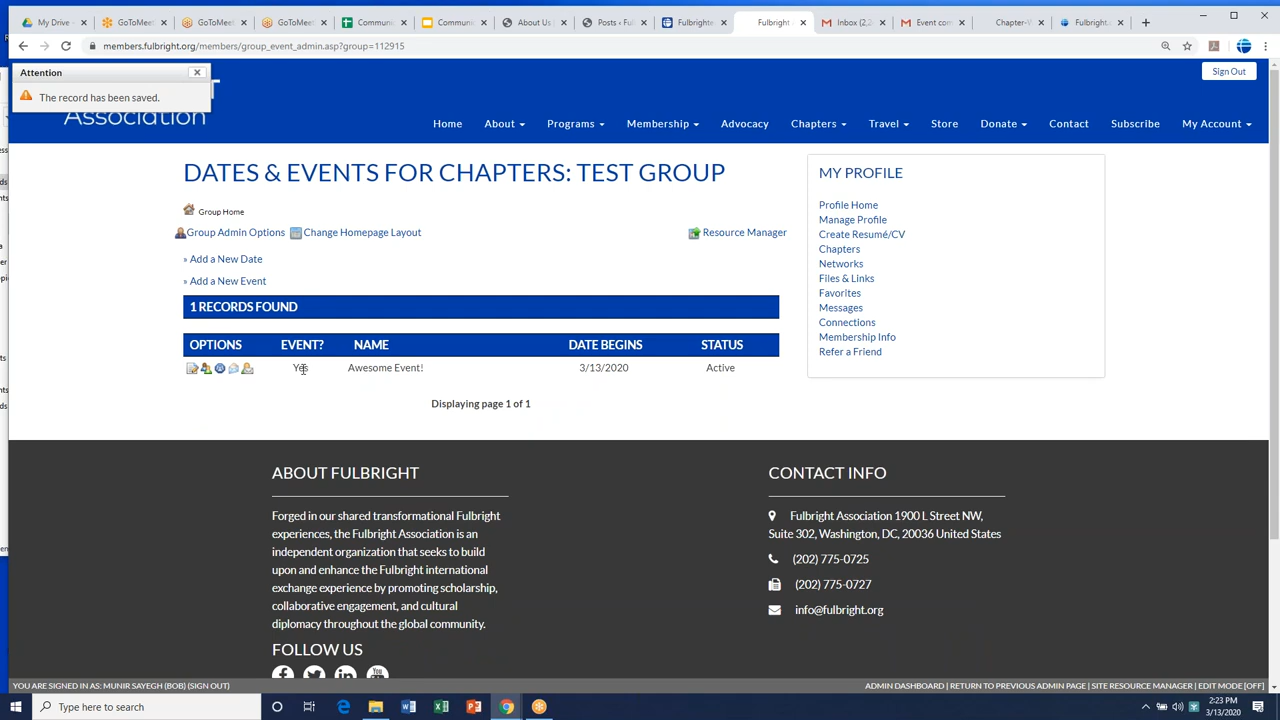 My Drive -
GoToMeet
GoToMeet
GoToMeet
Commun
Commun
About Us
Posts ‹ Ful
Fulbrighte
Fulbright
Inbox (2,2
Event com
Chapter-V
Fulbright.
members.fulbright.org/members/group_event_admin.asp?group=112915
Attention
The record has been saved.
Association
Sign Out
Home About Programs Membership Advocacy Chapters Travel Store Donate Contact Subscribe My Account
DATES & EVENTS FOR CHAPTERS: TEST GROUP
Group Home
Group Admin Options Change Homepage Layout Resource Manager
» Add a New Date
» Add a New Event
1 RECORDS FOUND
OPTIONS EVENT? NAME DATE BEGINS STATUS
Yes Awesome Event! 3/13/2020 Active
Displaying page 1 of 1
MY PROFILE
Profile Home
Manage Profile
Create Resumé/CV
Chapters
Networks
Files & Links
Favorites
Messages
Connections
Membership Info
Refer a Friend
ABOUT FULBRIGHT
Forged in our shared transformational Fulbright
experiences, the Fulbright Association is an
independent organization that seeks to build
upon and enhance the Fulbright international
exchange experience by promoting scholarship,
collaborative engagement, and cultural
diplomacy throughout the global community.
FOLLOW US
CONTACT INFO
Fulbright Association 1900 L Street NW,
Suite 302, Washington, DC, 20036 United States
(202) 775-0725
(202) 775-0727
info@fulbright.org
YOU ARE SIGNED IN AS: MUNIR SAYEGH (BOB) (SIGN OUT)
ADMIN DASHBOARD | RETURN TO PREVIOUS ADMIN PAGE | SITE RESOURCE MANAGER | EDIT MODE [OFF]
Type here to search
2:23 PM
3/13/2020